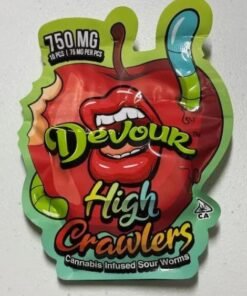 750 MG
10 PCS | 75 MG PER PCS
Devour
High
Crawlers
Cannabis Infused Sour Worms
CA